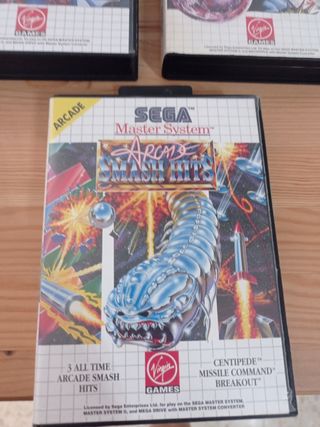 Virgin
GAMES
Virgin
GAMES
ARCADE
SEGA
Master System™
Arcade
SMASH HITS
3 ALL TIME
ARCADE SMASH
HITS
Virgin
GAMES
CENTIPEDE™
MISSILE COMMAND™
BREAKOUT™
Licensed by Sega Enterprises Ltd. for play on the SEGA MASTER SYSTEM,
MASTER SYSTEM II, and MEGA DRIVE with MASTER SYSTEM CONVERTER